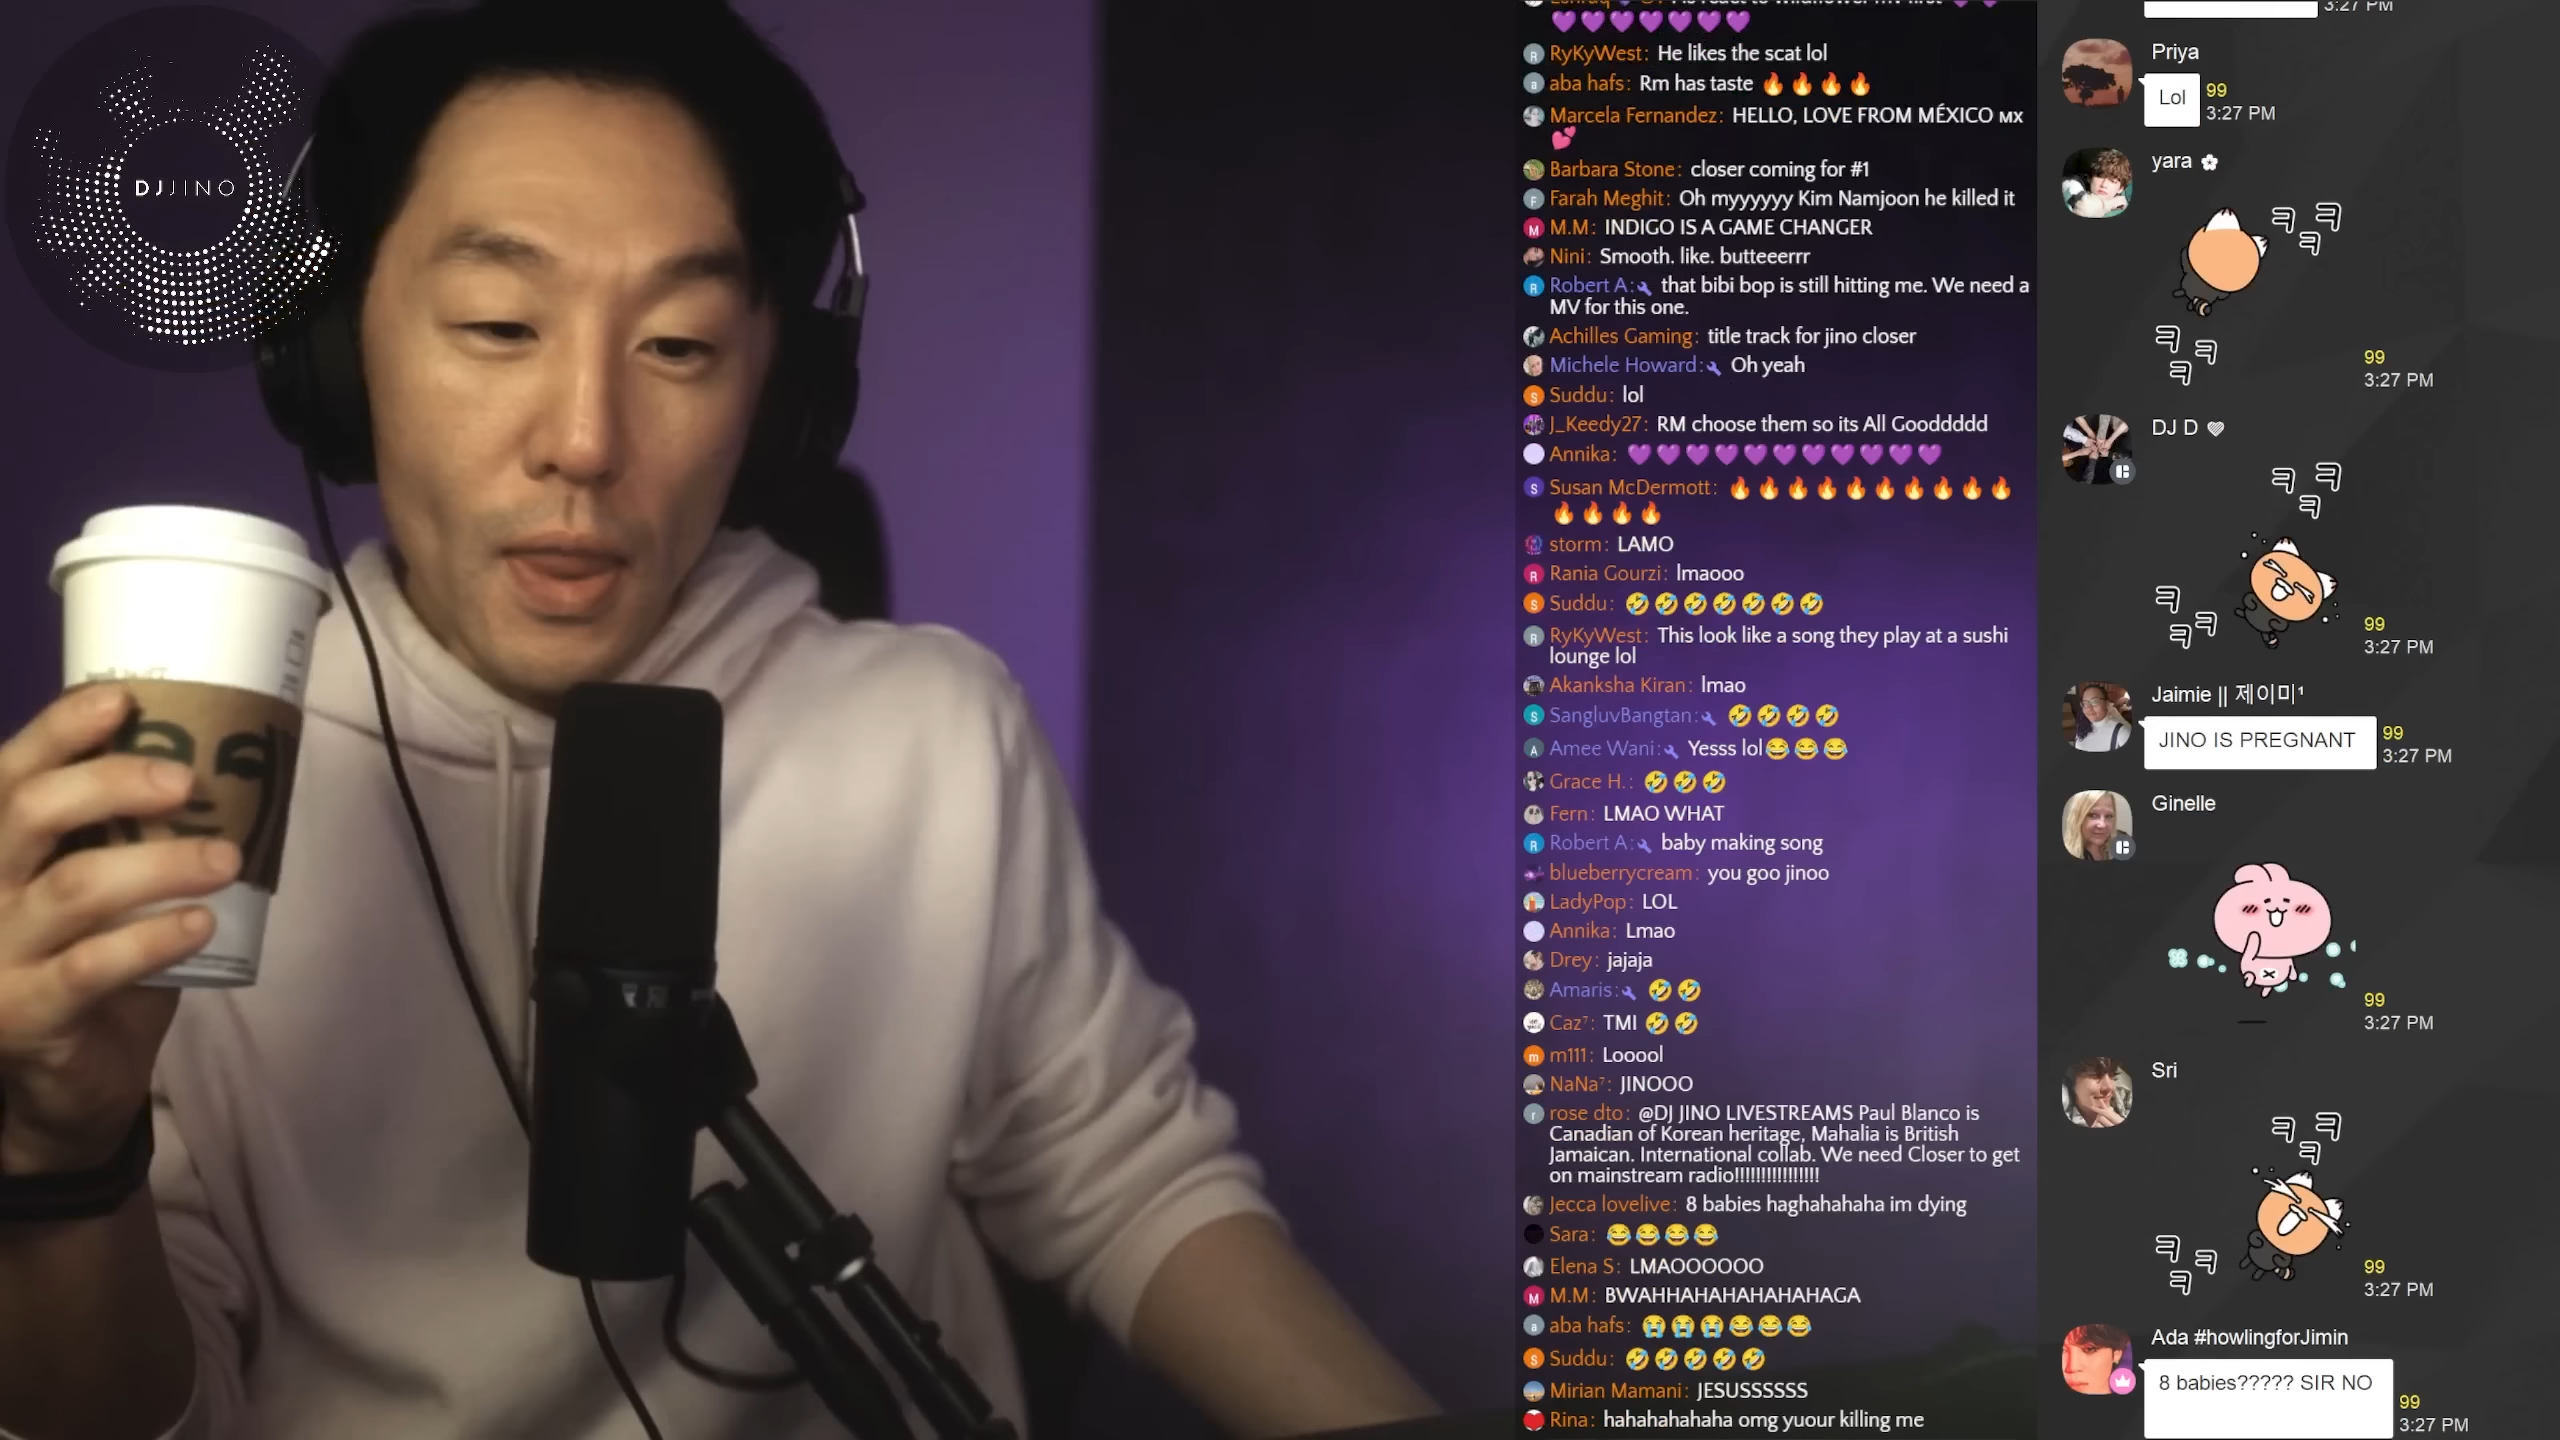 DJJINO
RyKyWest: He likes the scat lol
aba hafs: Rm has taste 🔥🔥🔥🔥
Marcela Fernandez: HELLO, LOVE FROM MÉXICO MX
💕
Barbara Stone: closer coming for #1
Farah Meghit: Oh myyyyyy Kim Namjoon he killed it
M.M: INDIGO IS A GAME CHANGER
Nini: Smooth. like. butteeerrr
Robert A: that bibi bop is still hitting me. We need a
MV for this one.
Achilles Gaming: title track for jino closer
Michele Howard: Oh yeah
Suddu: lol
J_Keedy27: RM choose them so its All Gooddddd
Annika: 💜💜💜💜💜💜💜💜💜💜💜
Susan McDermott: 🔥🔥🔥🔥🔥🔥🔥🔥🔥🔥
🔥🔥🔥🔥
storm: LAMO
Rania Gourzi: lmaooo
Suddu: 🤣🤣🤣🤣🤣🤣🤣
RyKyWest: This look like a song they play at a sushi
lounge lol
Akanksha Kiran: lmao
SangluvBangtan: 🤣🤣🤣🤣
Amee Wani: Yesss lol😂😂😂
Grace H.: 🤣🤣🤣
Fern: LMAO WHAT
Robert A: baby making song
blueberrycream: you goo jinoo
LadyPop: LOL
Annika: Lmao
Drey: jajaja
Amaris: 🤣🤣
Caz⁷: TMI 🤣🤣
m111: Looool
NaNa⁷: JINOOO
rose dto: @DJ JINO LIVESTREAMS Paul Blanco is
Canadian of Korean heritage, Mahalia is British
Jamaican. International collab. We need Closer to get
on mainstream radio!!!!!!!!!!!!!!!!
Jecca lovelive: 8 babies haghahahaha im dying
Sara: 😂😂😂😂
Elena S: LMAOOOOOO
M.M: BWAHHAHAHAHAHAHAGA
aba hafs: 😭😭😭😂😂😂
Suddu: 🤣🤣🤣🤣🤣
Mirian Mamani: JESUSSSSSS
Rina: hahahahahaha omg yuour killing me
3:27 PM
Priya
Lol
99
3:27 PM
yara
ㅋㅋㅋ
ㅋㅋㅋ
99
3:27 PM
DJ D
ㅋㅋㅋ
ㅋㅋㅋ
99
3:27 PM
Jaimie || 제이미¹
JINO IS PREGNANT
99
3:27 PM
Ginelle
99
3:27 PM
Sri
ㅋㅋㅋ
ㅋㅋㅋ
99
3:27 PM
Ada #howlingforJimin
8 babies????? SIR NO
99
3:27 PM